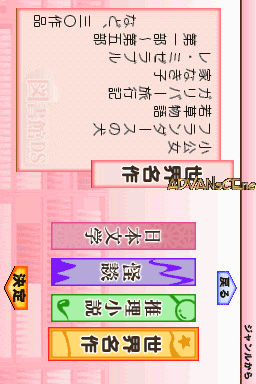 ジャンルから
世界名作
小公女
フランダースの犬
若草物語
ガリバー旅行記
家なき子
レ・ミゼラブル
第一部〜第五部
など、三〇作品
図書館DS
ADVANsCEne
戻る
世界名作
推理小説
怪談
日本文学
決定